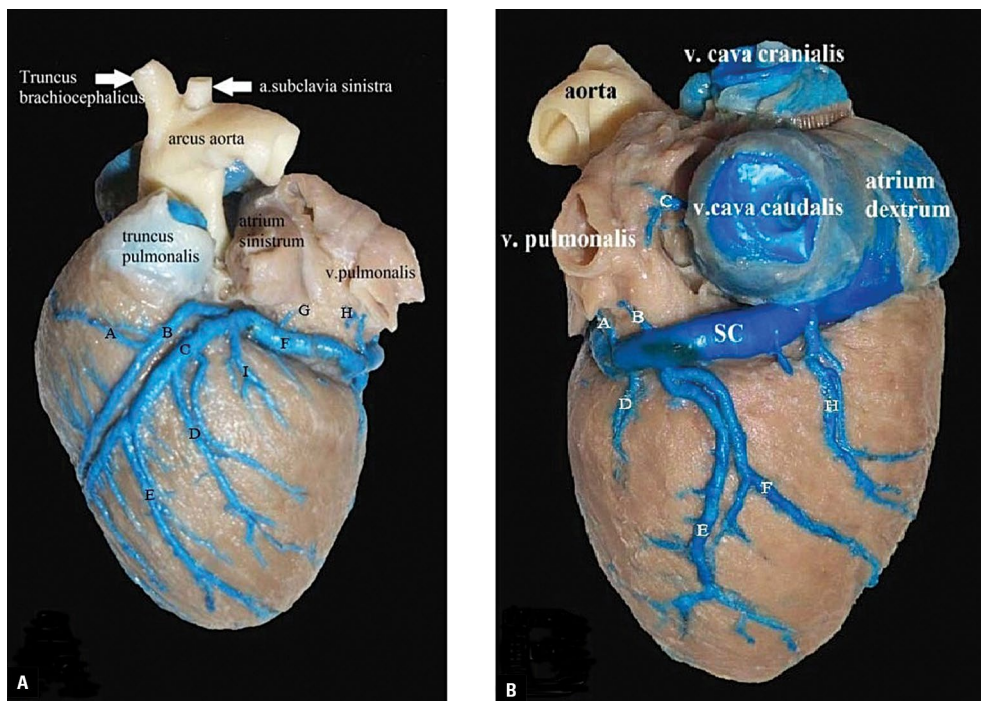 Truncus
brachiocephalicus
a.subclavia sinistra
arcus aorta
truncus
pulmonalis
atrium
sinistrum
v.pulmonalis
A
B
C
G
H
F
I
D
E
A
v. cava cranialis
aorta
atrium
dextrum
v.cava caudalis
C
v. pulmonalis
A
B
SC
D
H
F
E
B